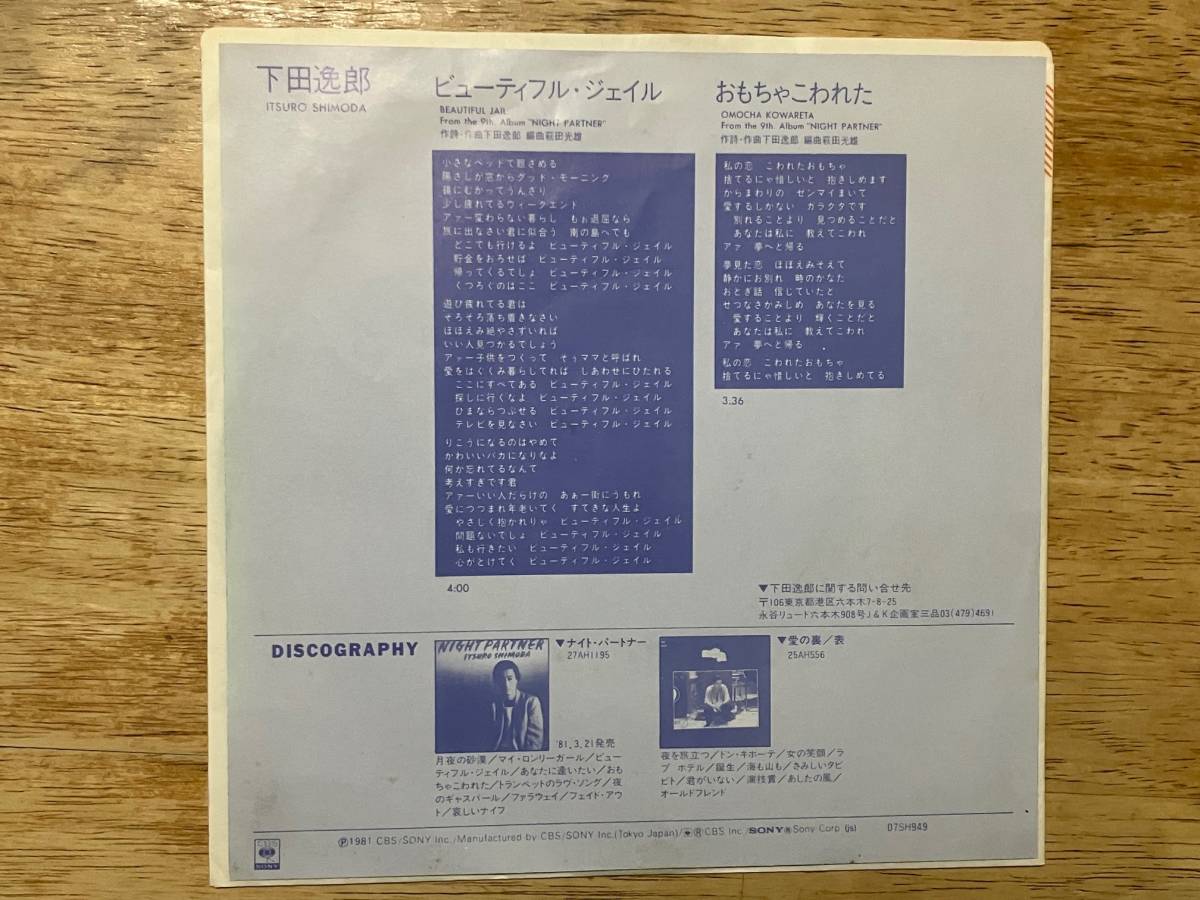 下田逸郎
ITSURO SHIMODA
ビューティフル・ジェイル
BEAUTIFUL JAIL
From the 9th. Album "NIGHT PARTNER"
作詩・作曲下田逸郎 編曲萩田光雄
小さなベッドで眼ざめる
陽ざしが窓からグッド・モーニング
鏡にむかってうんざり
少し疲れてるウィークエンド
アァー変わらない暮らし もぉ退屈なら
旅に出なさい君に似合う 南の島へでも
どこでも行けるよ ビューティフル・ジェイル
貯金をおろせば ビューティフル・ジェイル
帰ってくるでしょ ビューティフル・ジェイル
くつろぐのはここ ビューティフル・ジェイル
遊び疲れてる君は
そろそろ落ち着きなさい
ほほえみ絶やさずいれば
いい人見つかるでしょう
アァー子供をつくって そぅママと呼ばれ
愛をはぐくみ暮らしてれば しあわせにひたれる
ここにすべてある ビューティフル・ジェイル
探しに行くなよ ビューティフル・ジェイル
ひまならつぶせる ビューティフル・ジェイル
テレビを見なさい ビューティフル・ジェイル
りこうになるのはやめて
かわいいバカになりなよ
何か忘れてるなんて
考えすぎです君
アァーいい人だらけの あぁー街にうもれ
愛につつまれ年老いてく すてきな人生よ
やさしく抱かれりゃ ビューティフル・ジェイル
問題ないでしょ ビューティフル・ジェイル
私も行きたい ビューティフル・ジェイル
心がとけてく ビューティフル・ジェイル
4:00
おもちゃこわれた
OMOCHA KOWARETA
From the 9th. Album "NIGHT PARTNER"
作詩・作曲下田逸郎 編曲萩田光雄
私の恋 こわれたおもちゃ
捨てるにゃ惜しいと 抱きしめます
からまわりの ゼンマイまいて
愛するしかない ガラクタです
別れることより 見つめることだと
あなたは私に 教えてこわれ
アァ 夢へと帰る
夢見た恋 ほほえみそえて
静かにお別れ 時のかなた
おとぎ話 信じていたと
せつなさかみしめ あなたを見る
愛することより 輝くことだと
あなたは私に 教えてこわれ
アァ 夢へと帰る
私の恋 こわれたおもちゃ
捨てるにゃ惜しいと 抱きしめてる
3.36
▼下田逸郎に関する問い合せ先
〒106東京都港区六本木7-8-25
永谷リュード六本木908号J&K企画室三品03(479)4691
DISCOGRAPHY
NIGHT PARTNER
ITSURO SHIMODA
▼ナイト・パートナー
27AH1195
'81.3.21発売
月夜の砂漠/マイ・ロンリーガール/ビュー
ティフル・ジェイル/あなたに逢いたい/おも
ちゃこわれた/トランペットのラヴ・ソング/夜
のギャスパール/ファラウェイ/フェイド・アウ
ト/哀しいナイフ
▼愛の裏/表
25AH556
夜を旅立つ/ドン・キホーテ/女の笑顔/ラ
ブ ホテル/誕生/海も山も/さみしいタビ
ビト/君がいない/演技賞/あしたの風/
オールドフレンド
SONY
Ⓟ1981 CBS/SONY Inc./Manufactured by CBS/SONY Inc.(Tokyo Japan)/ ® CBS Inc./SONY ® Sony Corp (js) 07SH949